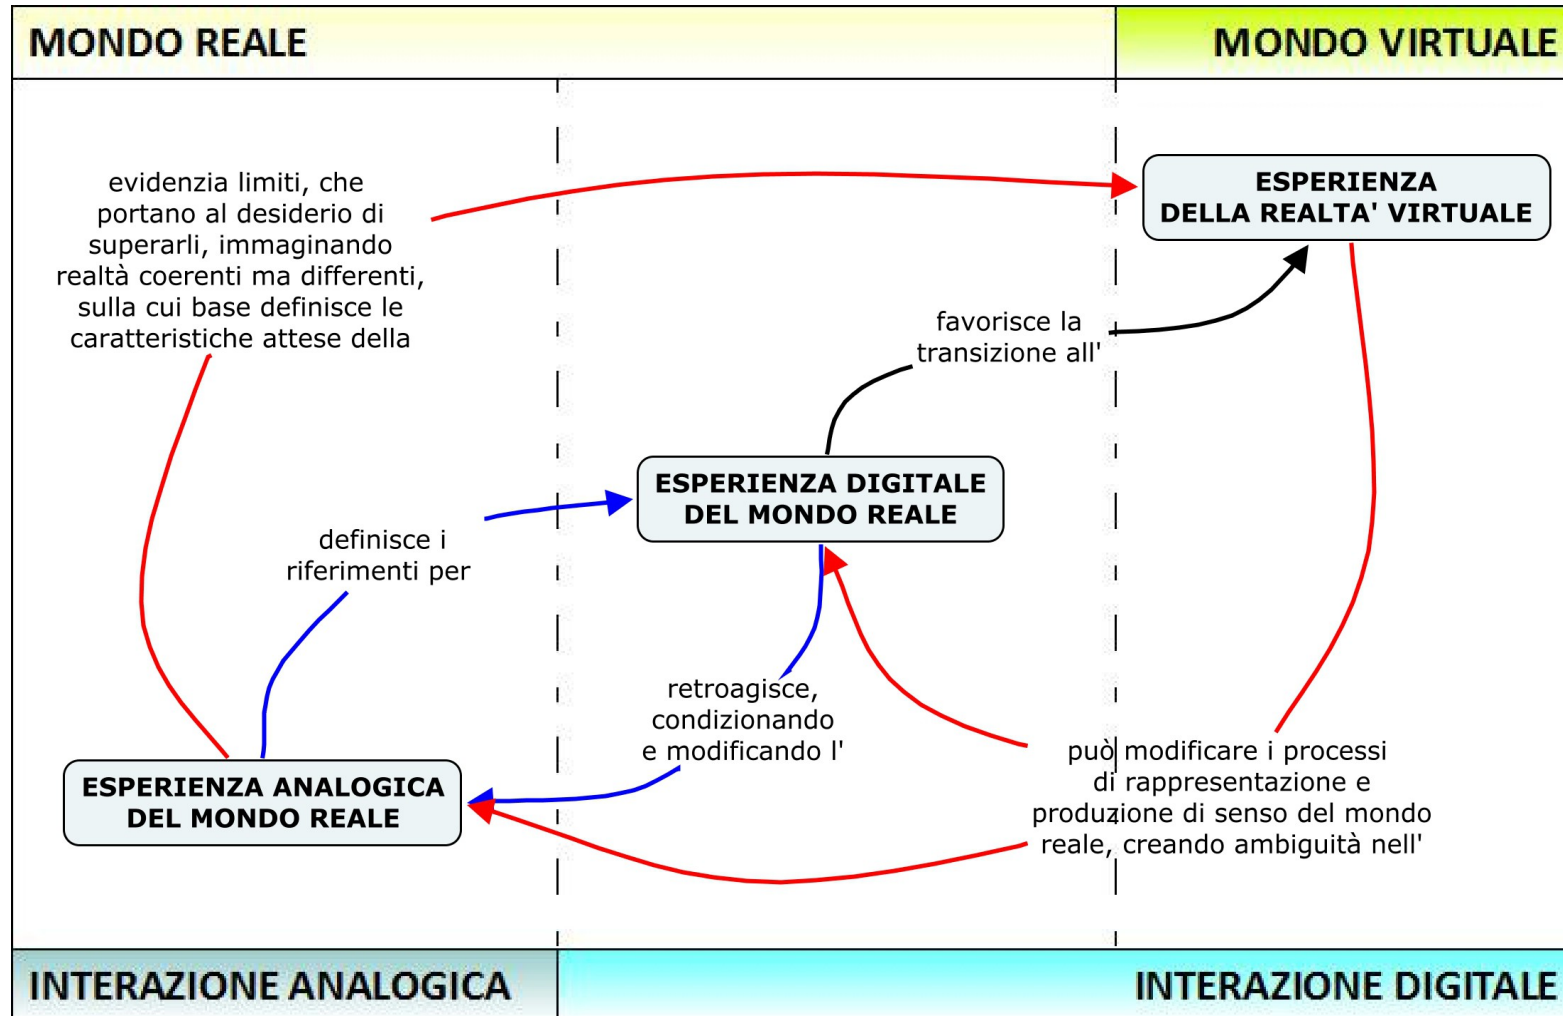 MONDO REALE
MONDO VIRTUALE
evidenzia limiti, che
portano al desiderio di
superarli, immaginando
realtà coerenti ma differenti,
sulla cui base definisce le
caratteristiche attese della
ESPERIENZA
DELLA REALTA' VIRTUALE
favorisce la
transizione all'
ESPERIENZA DIGITALE
DEL MONDO REALE
definisce i
riferimenti per
retroagisce,
condizionando
e modificando l'
può modificare i processi
di rappresentazione e
produzione di senso del mondo
reale, creando ambiguità nell'
ESPERIENZA ANALOGICA
DEL MONDO REALE
INTERAZIONE ANALOGICA
INTERAZIONE DIGITALE